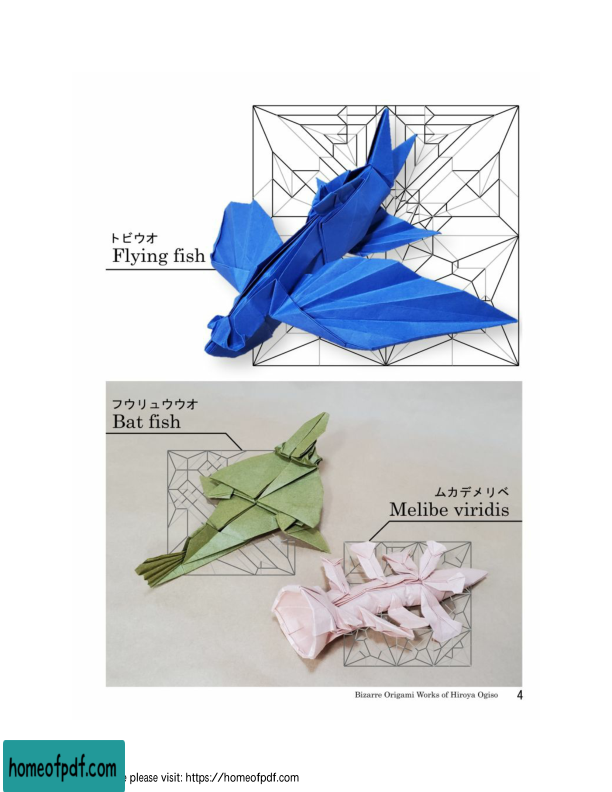 トビウオ
Flying fish
フウリュウウオ
Bat fish
ムカデメリベ
Melibe viridis
Bizarre Origami Works of Hiroya Ogiso 4
homeofpdf.com
please visit: https://homeofpdf.com